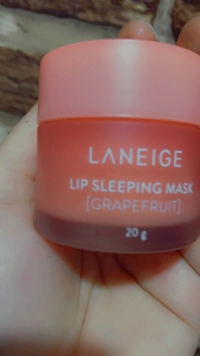 LANEIGE
LIP SLEEPING MASK
[GRAPEFRUIT]
20 g